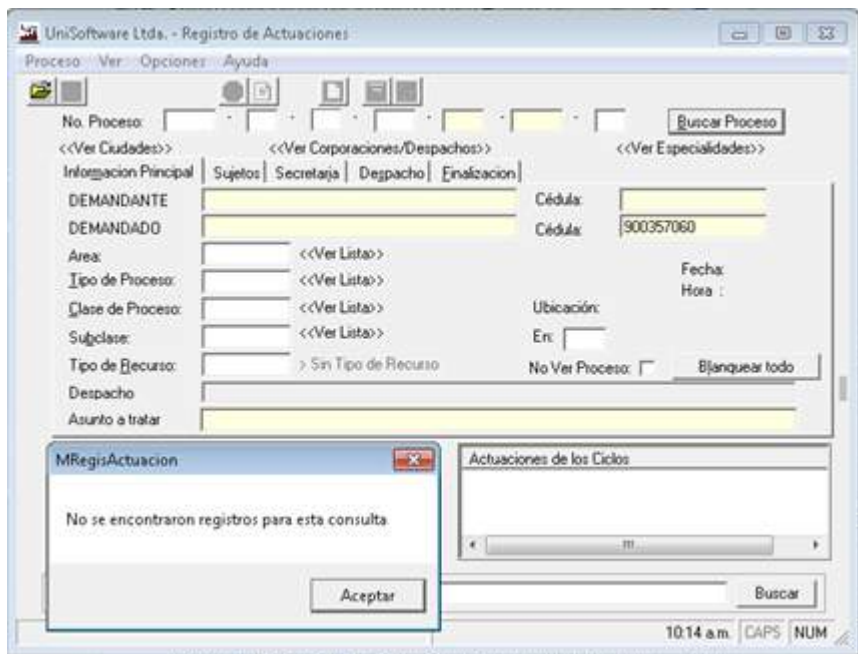 UniSoftware Ltda. - Registro de Actuaciones
Proceso Ver Opciones Ayuda
No. Proceso: - - - - - - Buscar Proceso
<<Ver Ciudades>> <<Ver Corporaciones/Despachos>> <<Ver Especialidades>>
Informacion Principal Sujetos Secretaria Despacho Finalizacion
DEMANDANTE Cédula:
DEMANDADO Cédula: 900357060
Area: <<Ver Lista>>
Fecha:
Tipo de Proceso: <<Ver Lista>>
Hora :
Clase de Proceso: <<Ver Lista>> Ubicación:
Subclase: <<Ver Lista>> En:
Tipo de Recurso: > Sin Tipo de Recurso No Ver Proceso: Blanquear todo
Despacho
Asunto a tratar
MRegisActuacion
Actuaciones de los Ciclos
No se encontraron registros para esta consulta
Aceptar
Buscar
10:14 a.m. CAPS NUM